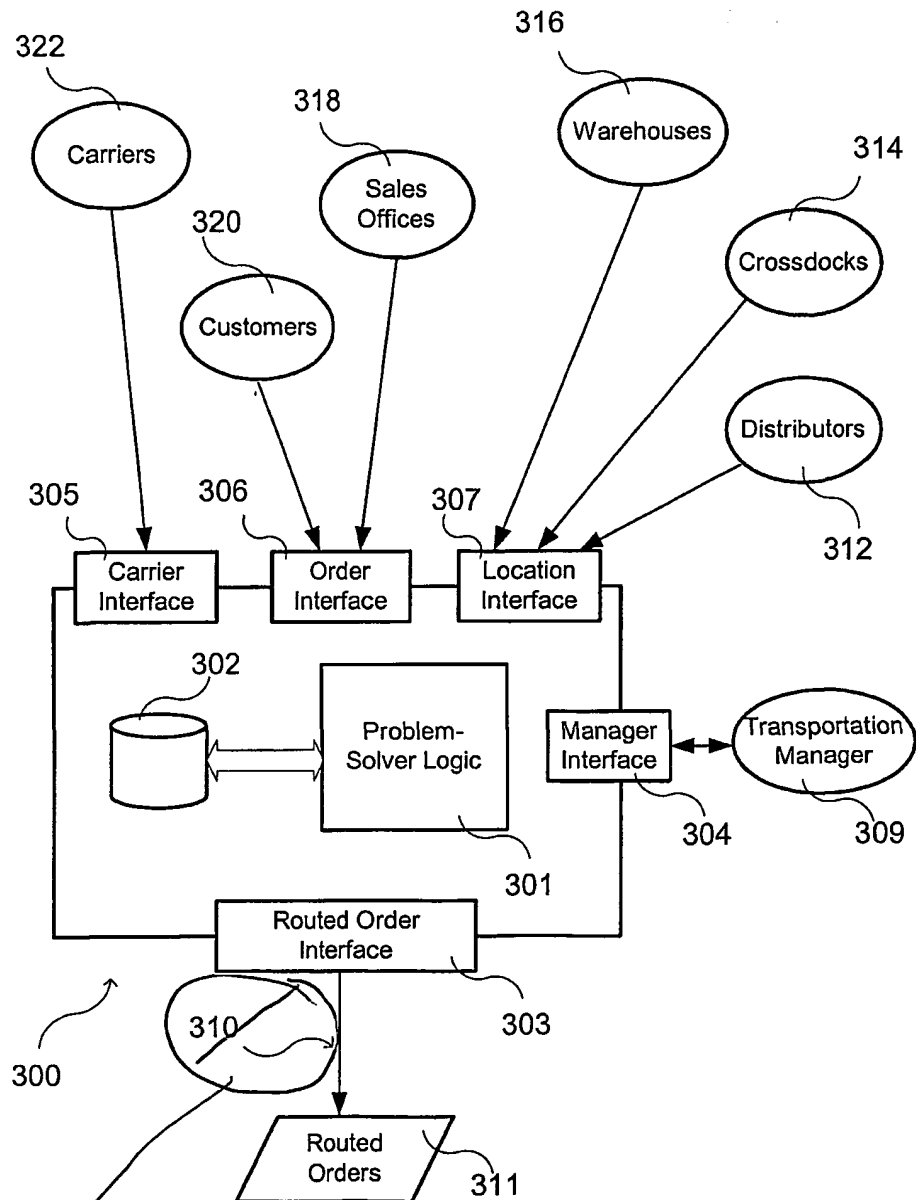 322
316
318
Carriers
Warehouses
314
Sales
Offices
320
Crossdocks
Customers
Distributors
305
306
307
312
Carrier
Interface
Order
Interface
Location
Interface
302
Problem-
Solver Logic
Manager
Interface
Transportation
Manager
304
309
301
Routed Order
Interface
310
303
300
Routed
Orders
311